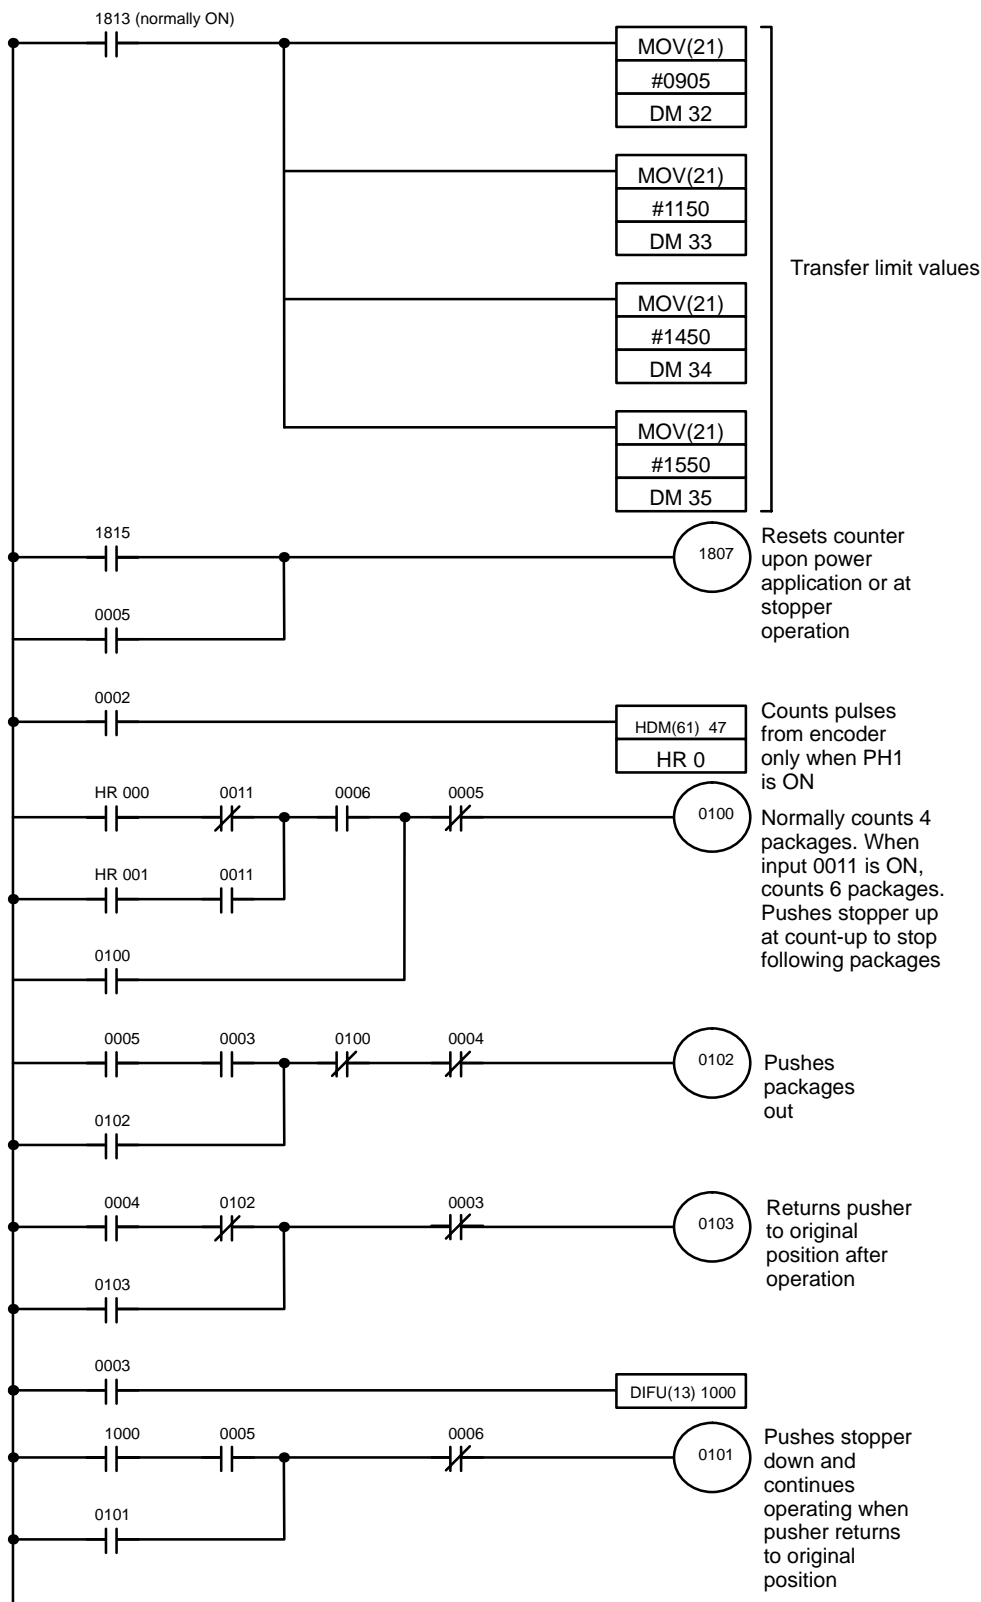 1813 (normally ON)
MOV(21)
#0905
DM 32
MOV(21)
#1150
DM 33
Transfer limit values
MOV(21)
#1450
DM 34
MOV(21)
#1550
DM 35
1815
1807
Resets counter
upon power
application or at
stopper
operation
0005
0002
HDM(61) 47
HR 0
Counts pulses
from encoder
only when PH1
is ON
HR 000
0011
0006
0005
0100
Normally counts 4
packages. When
input 0011 is ON,
counts 6 packages.
Pushes stopper up
at count-up to stop
following packages
HR 001
0011
0100
0005
0003
0100
0004
0102
Pushes
packages
out
0102
0004
0102
0003
0103
Returns pusher
to original
position after
operation
0103
0003
DIFU(13) 1000
1000
0005
0006
0101
Pushes stopper
down and
continues
operating when
pusher returns
to original
position
0101